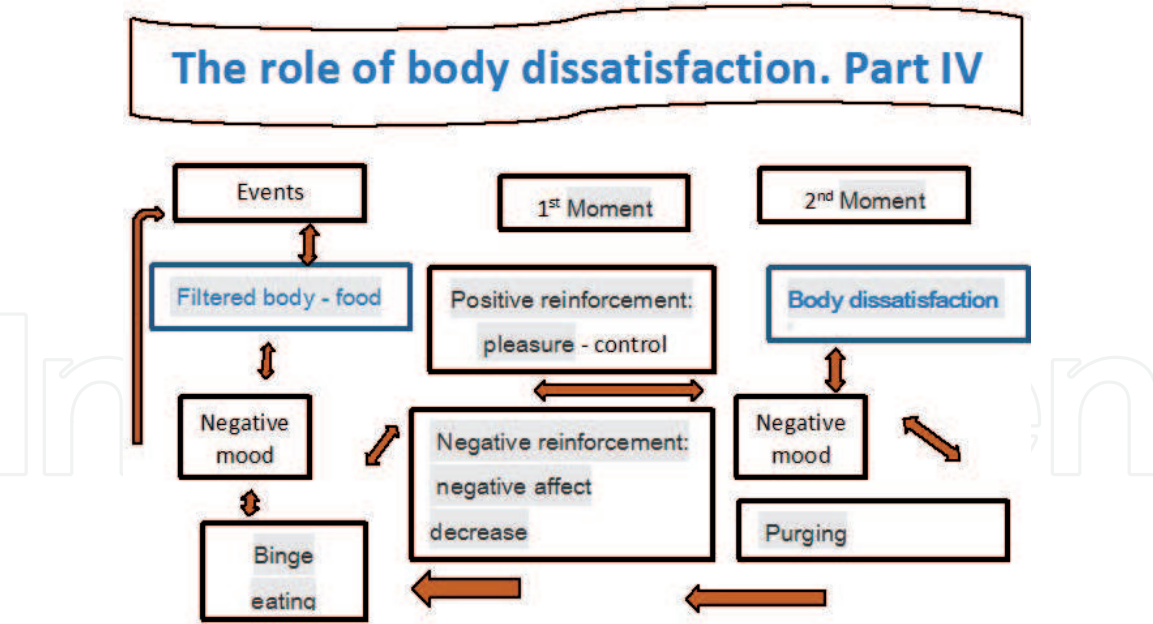 The role of body dissatisfaction. Part IV
Events
1st Moment
2nd Moment
Filtered body - food
Positive reinforcement:
pleasure - control
Body dissatisfaction
Negative
mood
Negative reinforcement:
negative affect
decrease
Negative
mood
Purging
Binge
eating